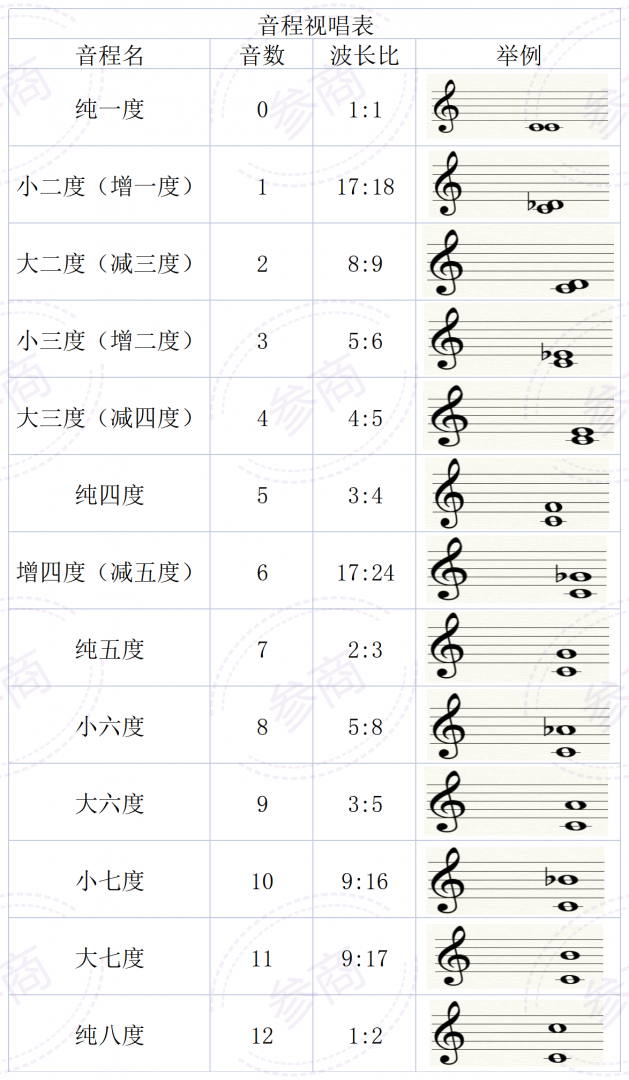 音程视唱表
音程名 音数 波长比 举例
纯一度 0 1:1
小二度（增一度） 1 17:18
大二度（减三度） 2 8:9
小三度（增二度） 3 5:6
大三度（减四度） 4 4:5
纯四度 5 3:4
增四度（减五度） 6 17:24
纯五度 7 2:3
小六度 8 5:8
大六度 9 3:5
小七度 10 9:16
大七度 11 9:17
纯八度 12 1:2
参商